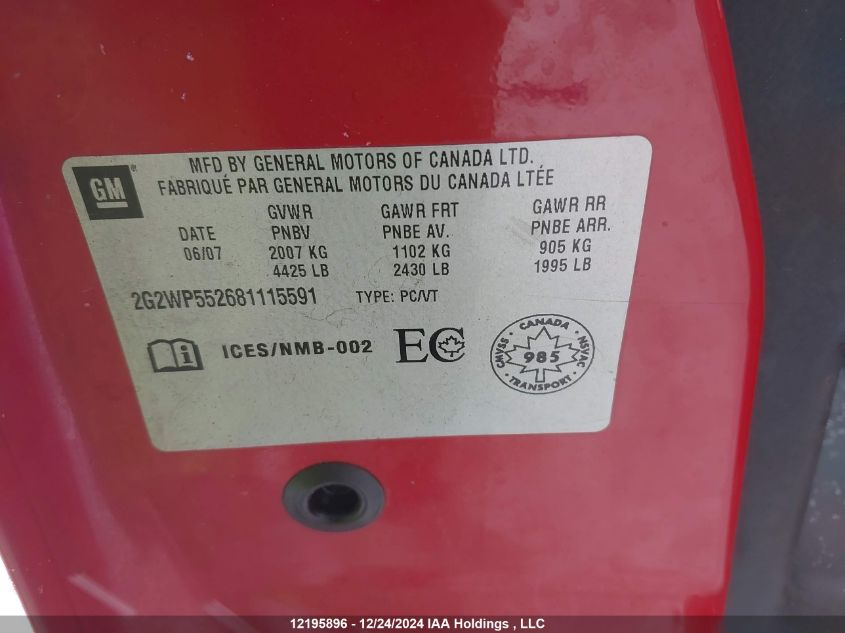 GM
MFD BY GENERAL MOTORS OF CANADA LTD.
FABRIQUÉ PAR GENERAL MOTORS DU CANADA LTÉE
GVWR GAWR FRT GAWR RR
DATE PNBV PNBE AV. PNBE ARR.
06/07 2007 KG 1102 KG 905 KG
4425 LB 2430 LB 1995 LB
2G2WP552681115591 TYPE: PC/VT
i ICES/NMB-002 EC
CANADA
CMVSS 985 NSVAC
TRANSPORT
12195896 - 12/24/2024 IAA Holdings , LLC